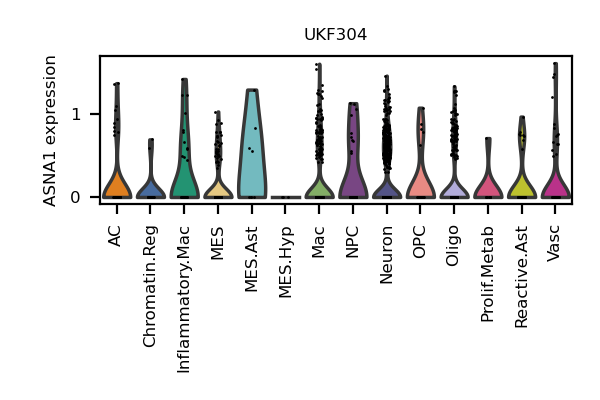 UKF304
ASNA1 expression
1
0
AC
Chromatin.Reg
Inflammatory.Mac
MES
MES.Ast
MES.Hyp
Mac
NPC
Neuron
OPC
Oligo
Prolif.Metab
Reactive.Ast
Vasc